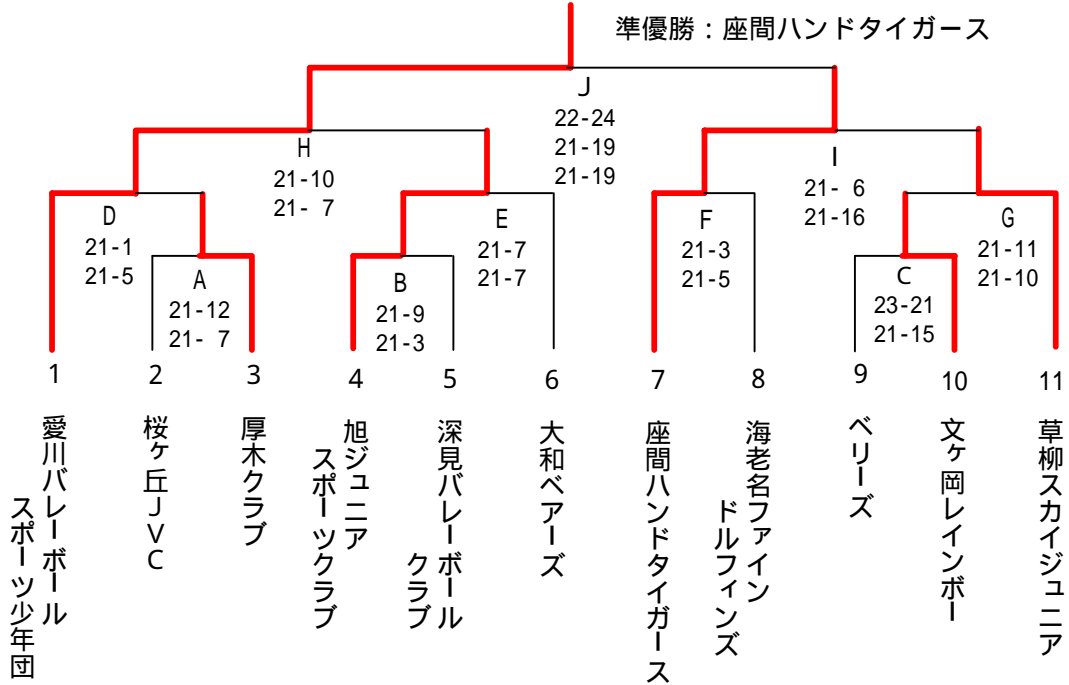 準優勝：座間ハンドタイガース
J
22-24
21-19
21-19
H
21-10
21- 7
I
21- 6
21-16
D
21-1
21-5
E
21-7
21-7
F
21-3
21-5
G
21-11
21-10
A
21-12
21- 7
B
21-9
21-3
C
23-21
21-15
1
2
3
4
5
6
7
8
9
10
11
愛川バレーボール
スポーツ少年団
桜ヶ丘JVC
厚木クラブ
旭ジュニア
スポーツクラブ
深見バレーボール
クラブ
大和ベアーズ
座間ハンドタイガース
海老名ファイン
ドルフィンズ
ベリーズ
文ヶ岡レインボー
草柳スカイジュニア